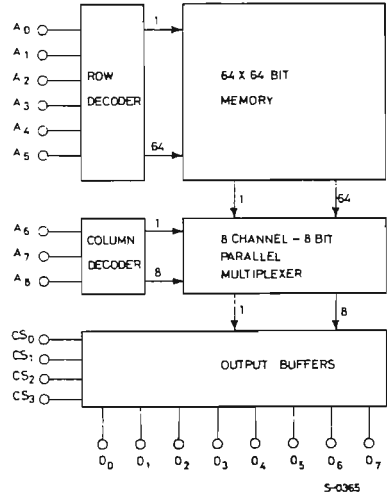 A0
A1
A2
A3
A4
A5
ROW
DECODER
1
64
64 X 64 BIT
MEMORY
1
64
A6
A7
A8
COLUMN
DECODER
1
8
8 CHANNEL - 8 BIT
PARALLEL
MULTIPLEXER
1
8
CS0
CS1
CS2
CS3
OUTPUT BUFFERS
O0 O1 O2 O3 O4 O5 O6 O7
S-0365